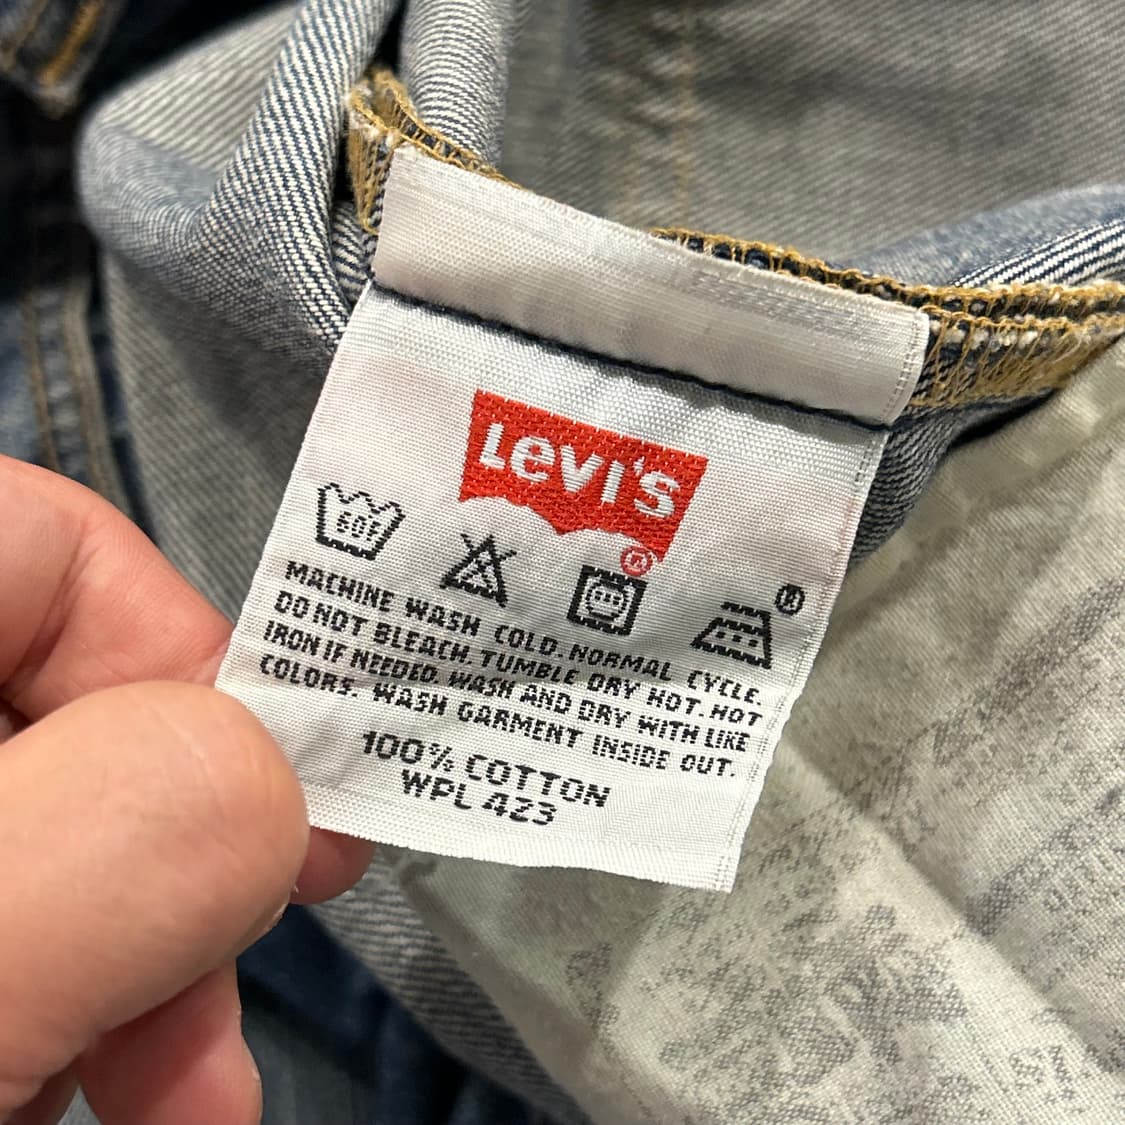 LEVI'S
®
60F
®
MACHINE WASH COLD. NORMAL CYCLE.
DO NOT BLEACH. TUMBLE DRY HOT. HOT
IRON IF NEEDED. WASH AND DRY WITH LIKE
COLORS. WASH GARMENT INSIDE OUT.
100% COTTON
WPL 423